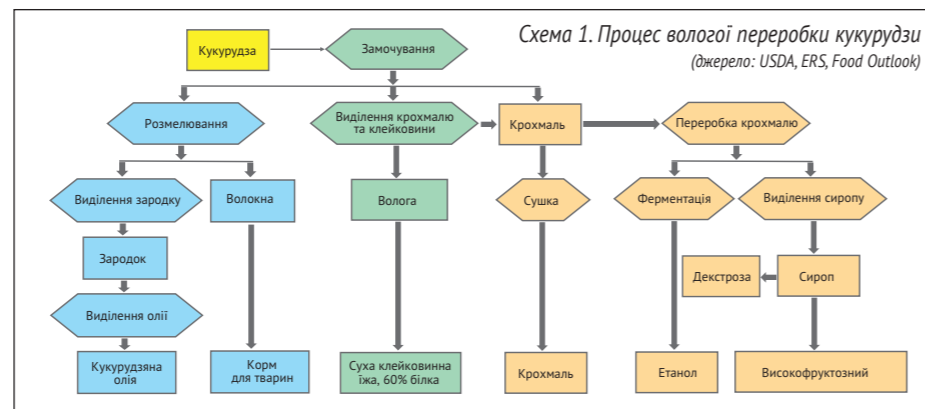 Схема 1. Процес вологої переробки кукурудзи
(джерело: USDA, ERS, Food Outlook)
Кукурудза
Замочування
Розмелювання
Виділення крохмалю
та клейковини
Крохмаль
Переробка крохмалю
Виділення зародку
Волокна
Волога
Сушка
Ферментація
Виділення сиропу
Зародок
Декстроза
Сироп
Виділення олії
Кукурудзяна
олія
Корм
для тварин
Суха клейковинна
їжа, 60% білка
Крохмаль
Етанол
Високофруктозний